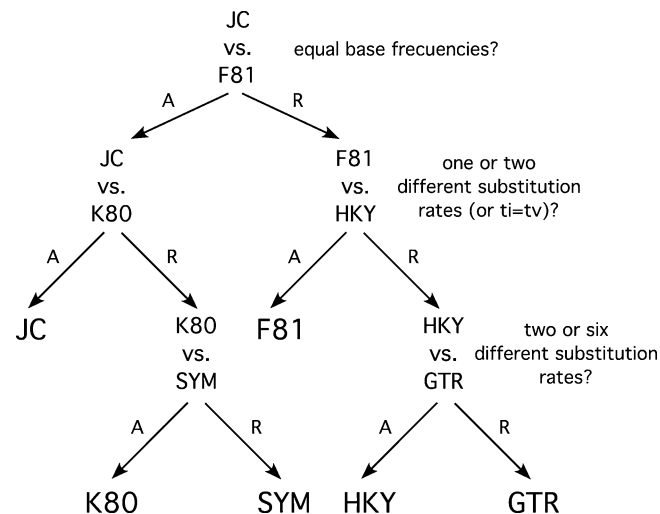 JC
vs.
F81
equal base frecuencies?
A
R
JC
vs.
K80
F81
vs.
HKY
one or two
different substitution
rates (or ti=tv)?
A
R
A
R
JC
K80
vs.
SYM
F81
HKY
vs.
GTR
two or six
different substitution
rates?
A
R
A
R
K80
SYM
HKY
GTR